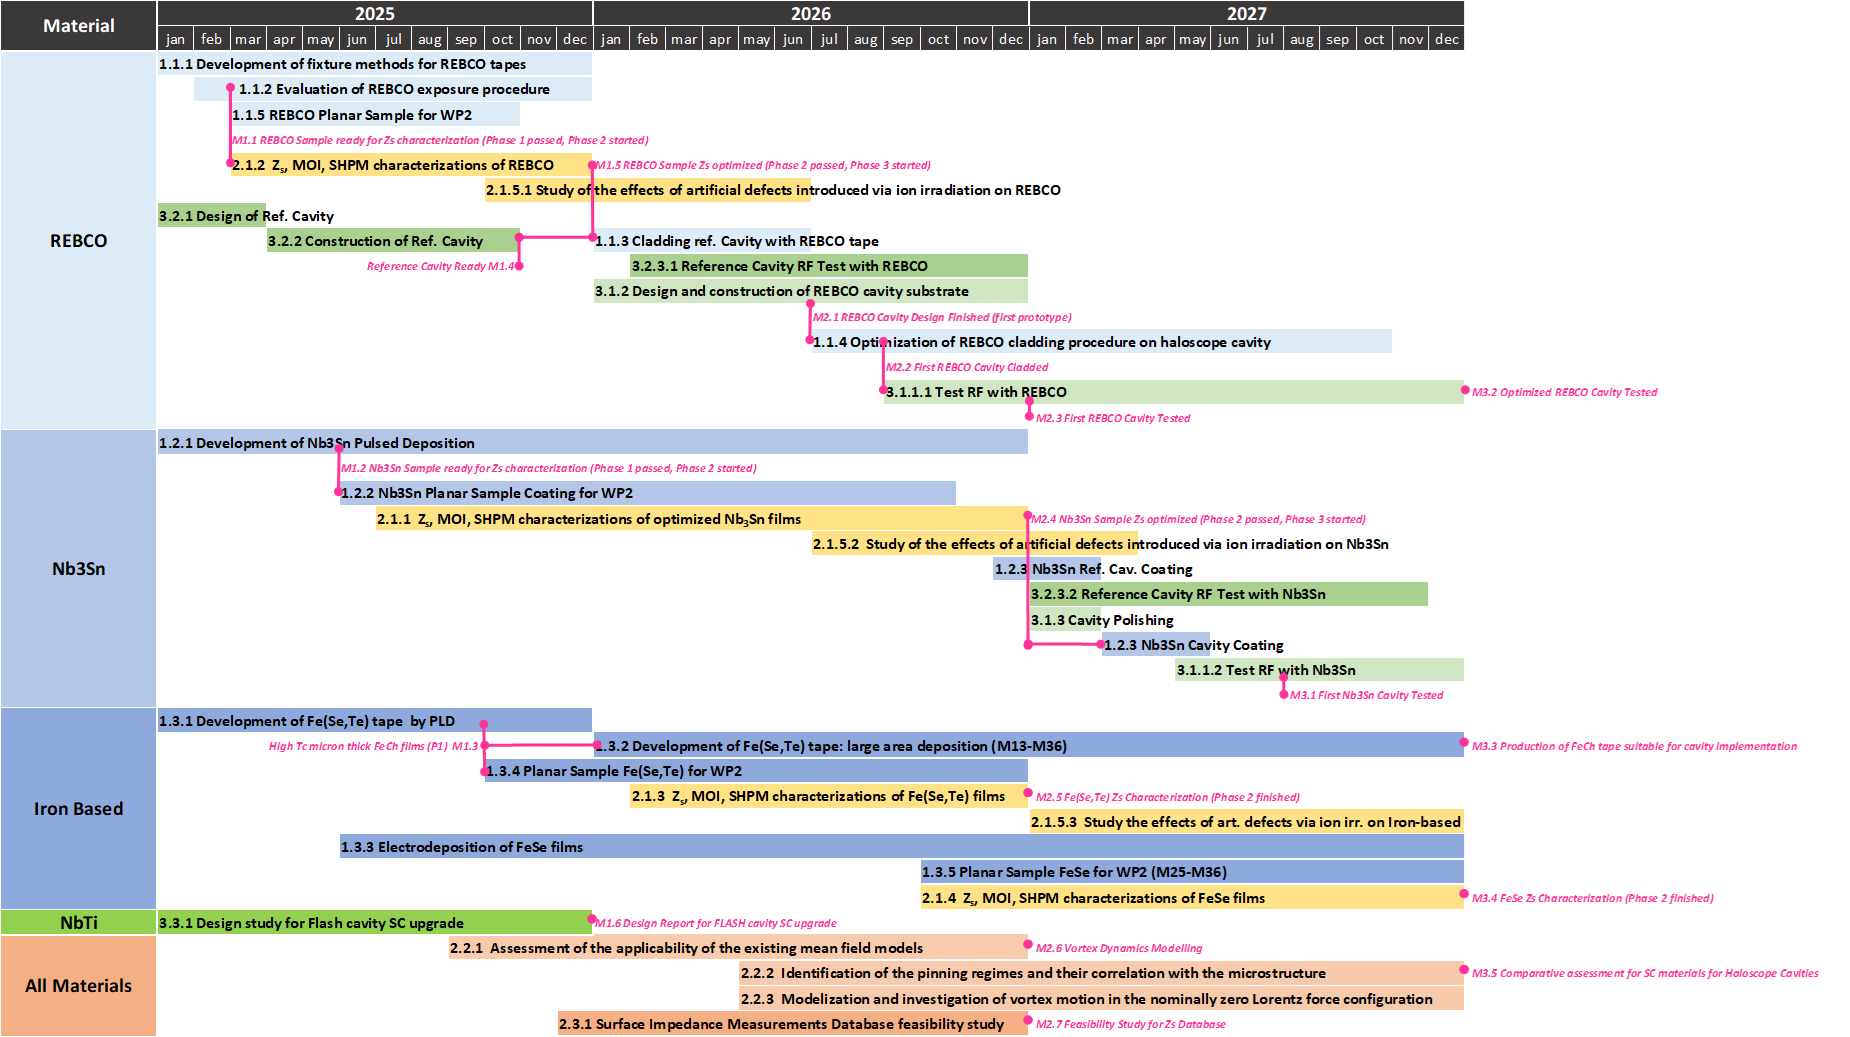 Material
2025
2026
2027
jan feb mar apr may jun jul aug sep oct nov dec jan feb mar apr may jun jul aug sep oct nov dec jan feb mar apr may jun jul aug sep oct nov dec
REBCO
1.1.1 Development of fixture methods for REBCO tapes
1.1.2 Evaluation of REBCO exposure procedure
1.1.5 REBCO Planar Sample for WP2
M1.1 REBCO Sample ready for Zs characterization (Phase 1 passed, Phase 2 started)
2.1.2 Zs, MOI, SHPM characterizations of REBCO
M1.5 REBCO Sample Zs optimized (Phase 2 passed, Phase 3 started)
2.1.5.1 Study of the effects of artificial defects introduced via ion irradiation on REBCO
3.2.1 Design of Ref. Cavity
3.2.2 Construction of Ref. Cavity
1.1.3 Cladding ref. Cavity with REBCO tape
Reference Cavity Ready M1.4
3.2.3.1 Reference Cavity RF Test with REBCO
3.1.2 Design and construction of REBCO cavity substrate
M2.1 REBCO Cavity Design Finished (first prototype)
1.1.4 Optimization of REBCO cladding procedure on haloscope cavity
M2.2 First REBCO Cavity Cladded
3.1.1.1 Test RF with REBCO
M3.2 Optimized REBCO Cavity Tested
M2.3 First REBCO Cavity Tested
Nb3Sn
1.2.1 Development of Nb3Sn Pulsed Deposition
M1.2 Nb3Sn Sample ready for Zs characterization (Phase 1 passed, Phase 2 started)
1.2.2 Nb3Sn Planar Sample Coating for WP2
2.1.1 Zs, MOI, SHPM characterizations of optimized Nb3Sn films
M2.4 Nb3Sn Sample Zs optimized (Phase 2 passed, Phase 3 started)
2.1.5.2 Study of the effects of artificial defects introduced via ion irradiation on Nb3Sn
1.2.3 Nb3Sn Ref. Cav. Coating
3.2.3.2 Reference Cavity RF Test with Nb3Sn
3.1.3 Cavity Polishing
1.2.3 Nb3Sn Cavity Coating
3.1.1.2 Test RF with Nb3Sn
M3.1 First Nb3Sn Cavity Tested
Iron Based
1.3.1 Development of Fe(Se,Te) tape by PLD
High Tc micron thick FeCh films (P1) M1.3
1.3.2 Development of Fe(Se,Te) tape: large area deposition (M13-M36)
M3.3 Production of FeCh tape suitable for cavity implementation
1.3.4 Planar Sample Fe(Se,Te) for WP2
2.1.3 Zs, MOI, SHPM characterizations of Fe(Se,Te) films
M2.5 Fe(Se,Te) Zs Characterization (Phase 2 finished)
2.1.5.3 Study the effects of art. defects via ion irr. on Iron-based
1.3.3 Electrodeposition of FeSe films
1.3.5 Planar Sample FeSe for WP2 (M25-M36)
2.1.4 Zs, MOI, SHPM characterizations of FeSe films
M3.4 FeSe Zs Characterization (Phase 2 finished)
NbTi
3.3.1 Design study for Flash cavity SC upgrade
M1.6 Design Report for FLASH cavity SC upgrade
All Materials
2.2.1 Assessment of the applicability of the existing mean field models
M2.6 Vortex Dynamics Modelling
2.2.2 Identification of the pinning regimes and their correlation with the microstructure
M3.5 Comparative assessment for SC materials for Haloscope Cavities
2.2.3 Modelization and investigation of vortex motion in the nominally zero Lorentz force configuration
2.3.1 Surface Impedance Measurements Database feasibility study
M2.7 Feasibility Study for Zs Database